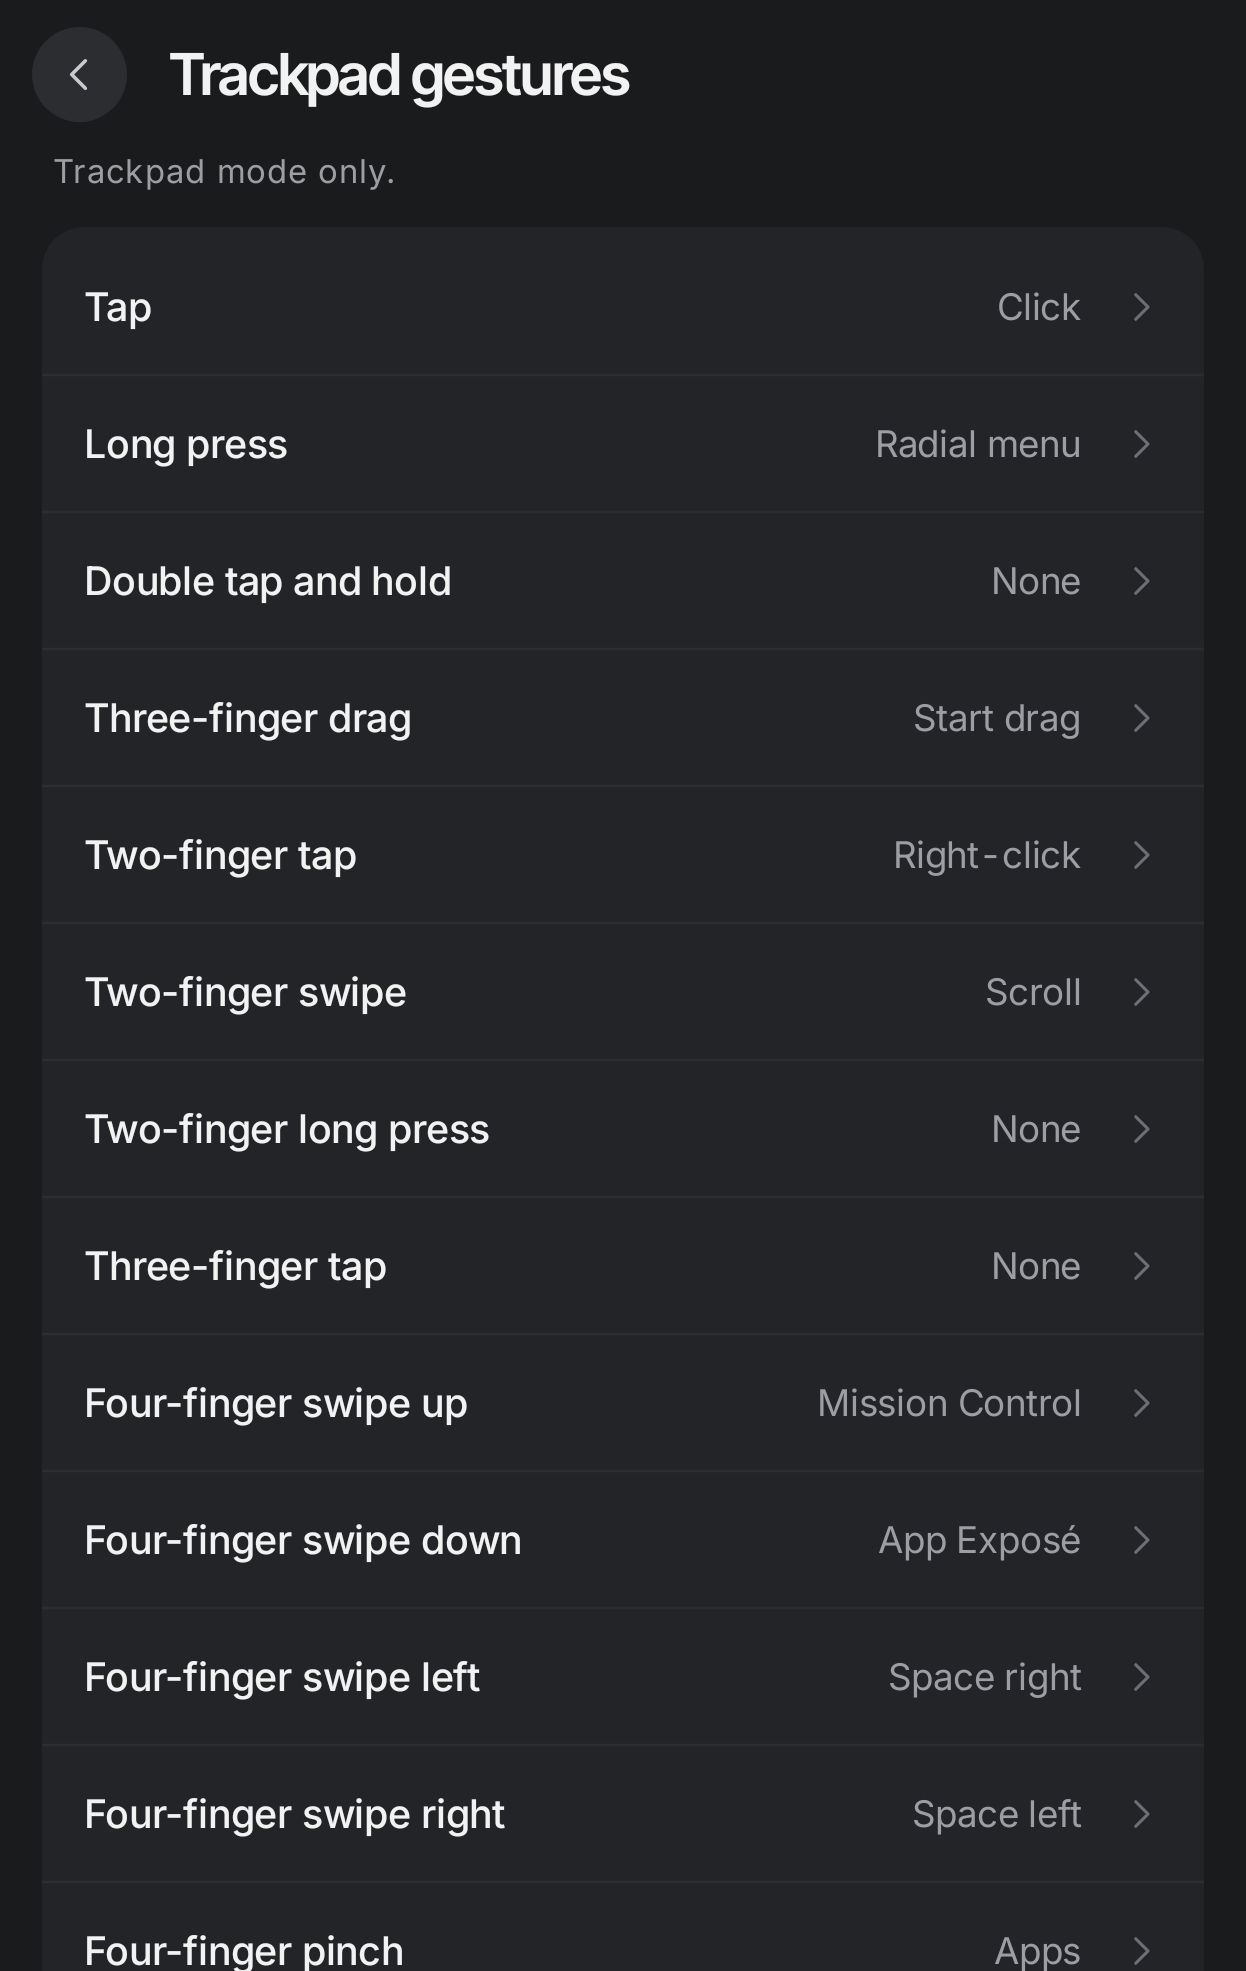 Trackpad gestures
Trackpad mode only.
Tap Click
Long press Radial menu
Double tap and hold None
Three-finger drag Start drag
Two-finger tap Right-click
Two-finger swipe Scroll
Two-finger long press None
Three-finger tap None
Four-finger swipe up Mission Control
Four-finger swipe down App Exposé
Four-finger swipe left Space right
Four-finger swipe right Space left
Four-finger pinch Apps